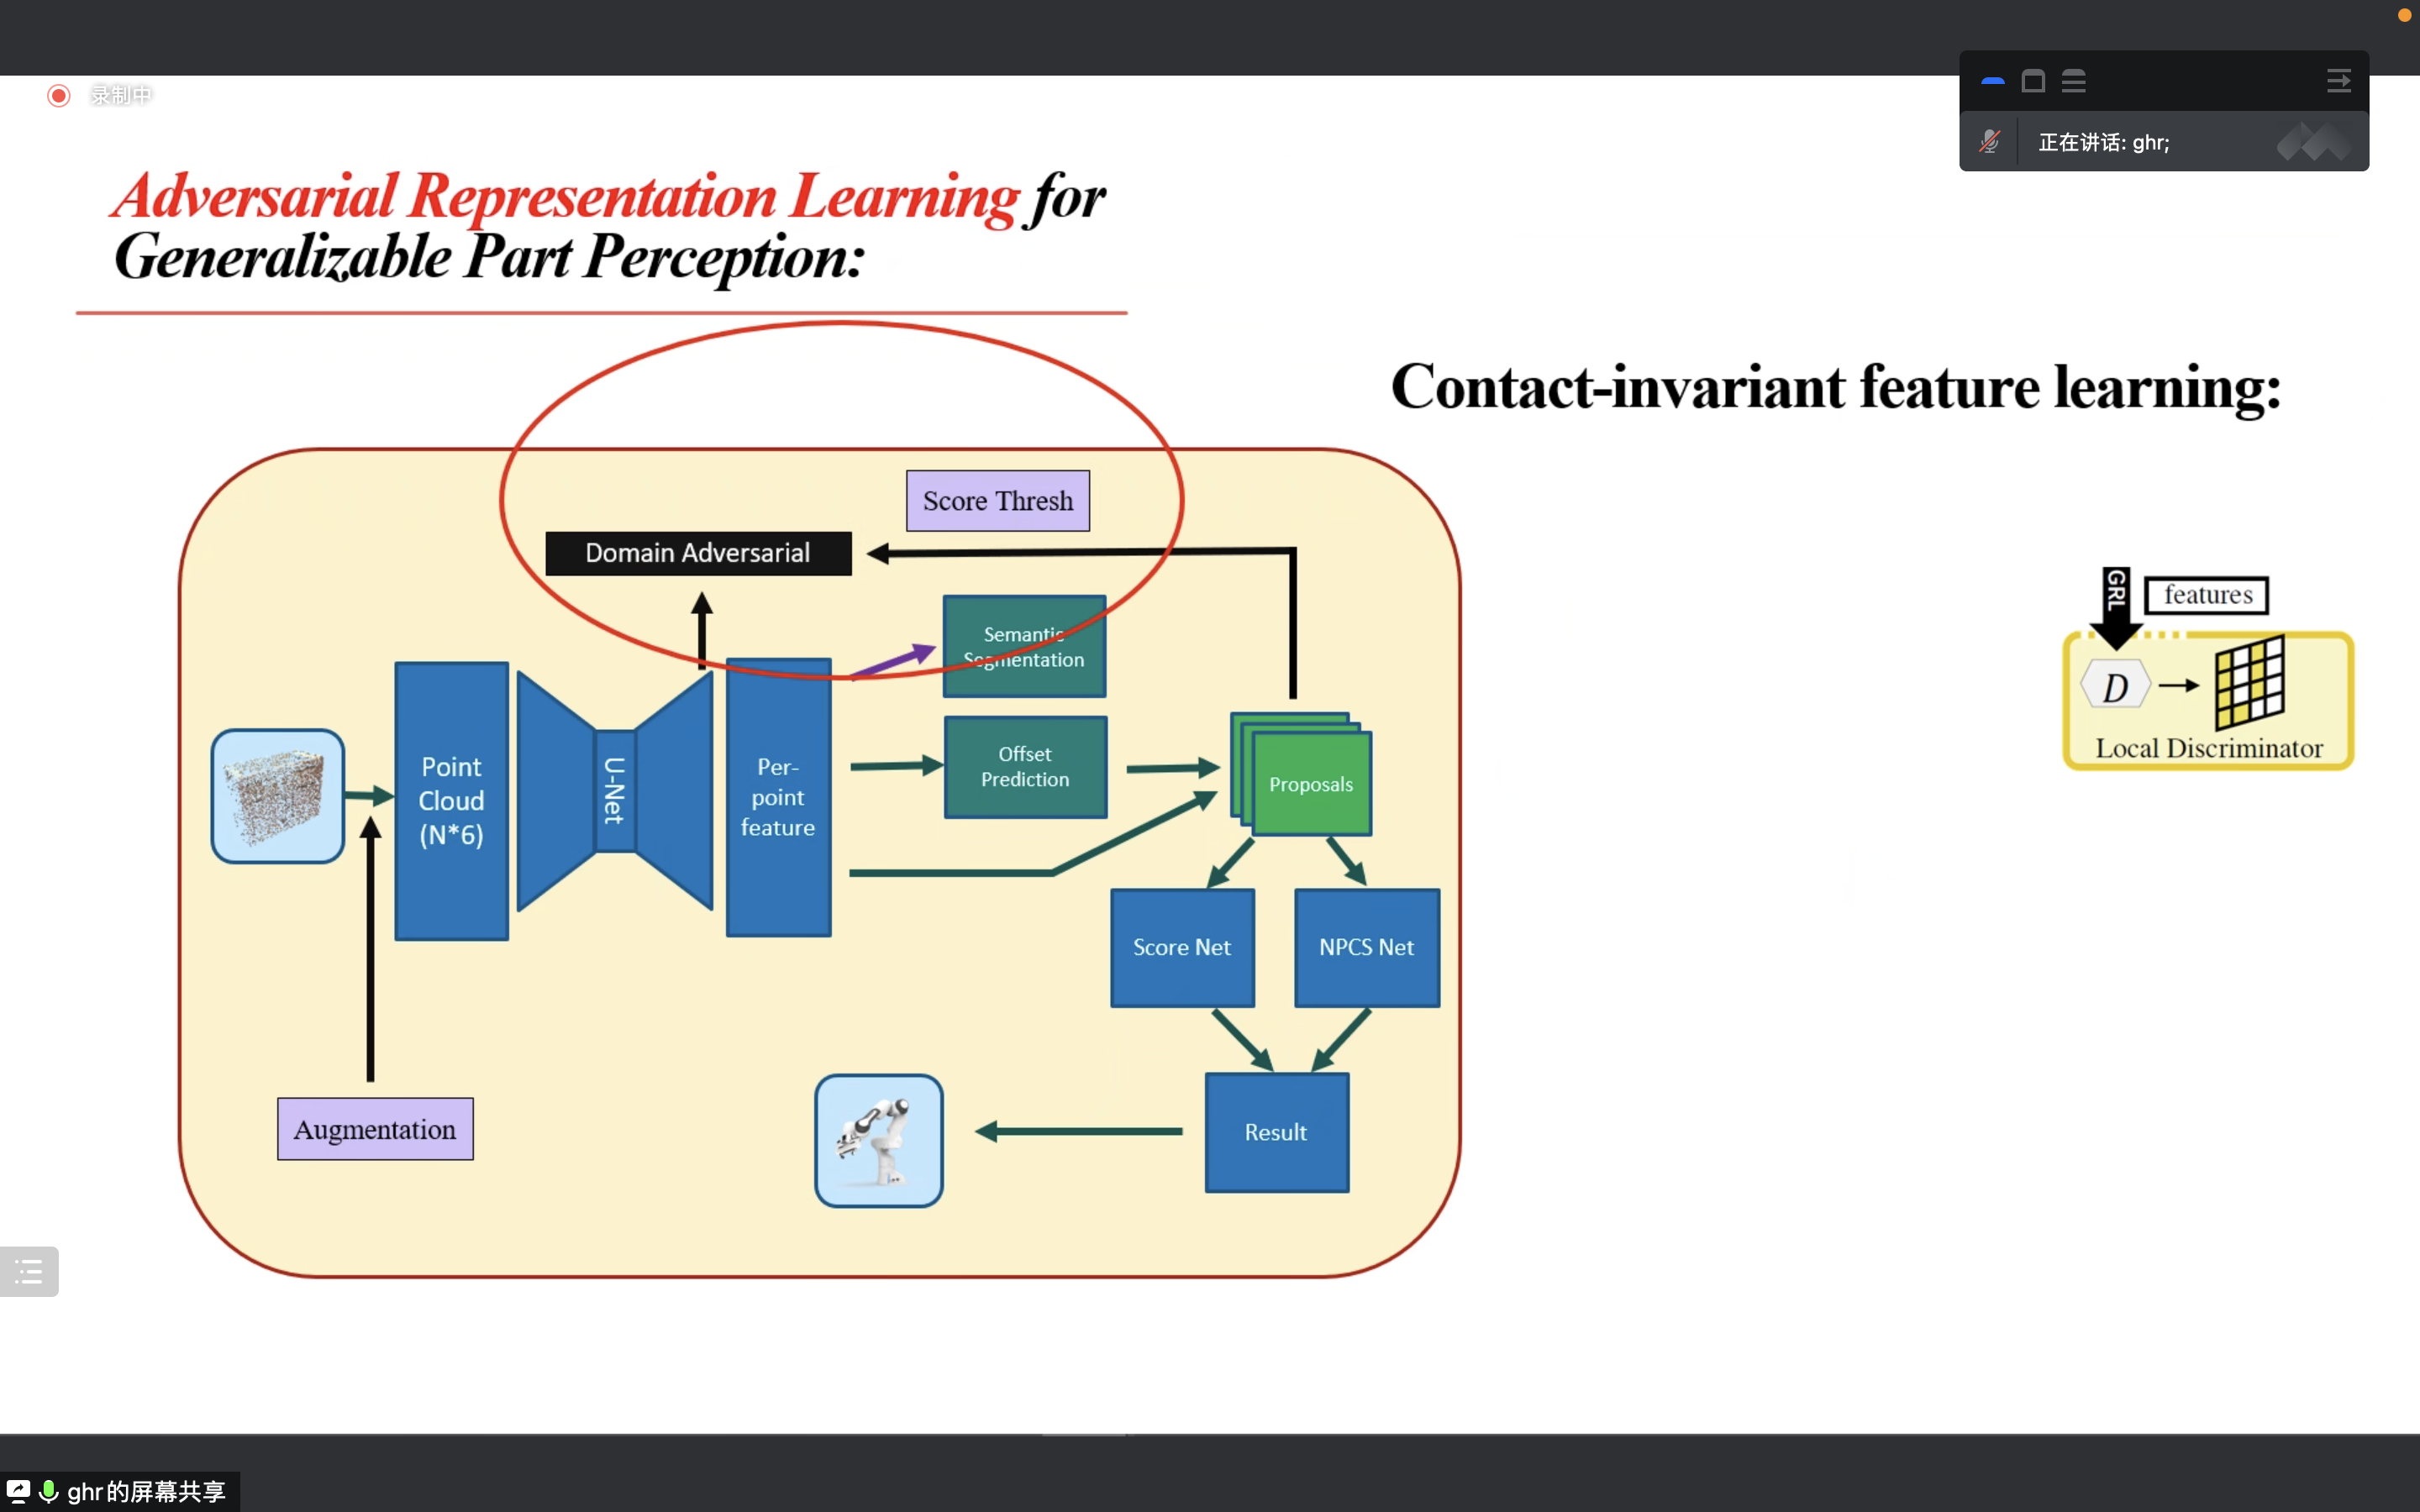 录制中
正在讲话: ghr;
Adversarial Representation Learning for
Generalizable Part Perception:
Contact-invariant feature learning:
Score Thresh
Domain Adversarial
Semantic
Segmentation
Point
Cloud
(N*6)
U-Net
Per-
point
feature
Offset
Prediction
Proposals
Score Net
NPCS Net
Augmentation
Result
GRL
features
D
Local Discriminator
ghr的屏幕共享